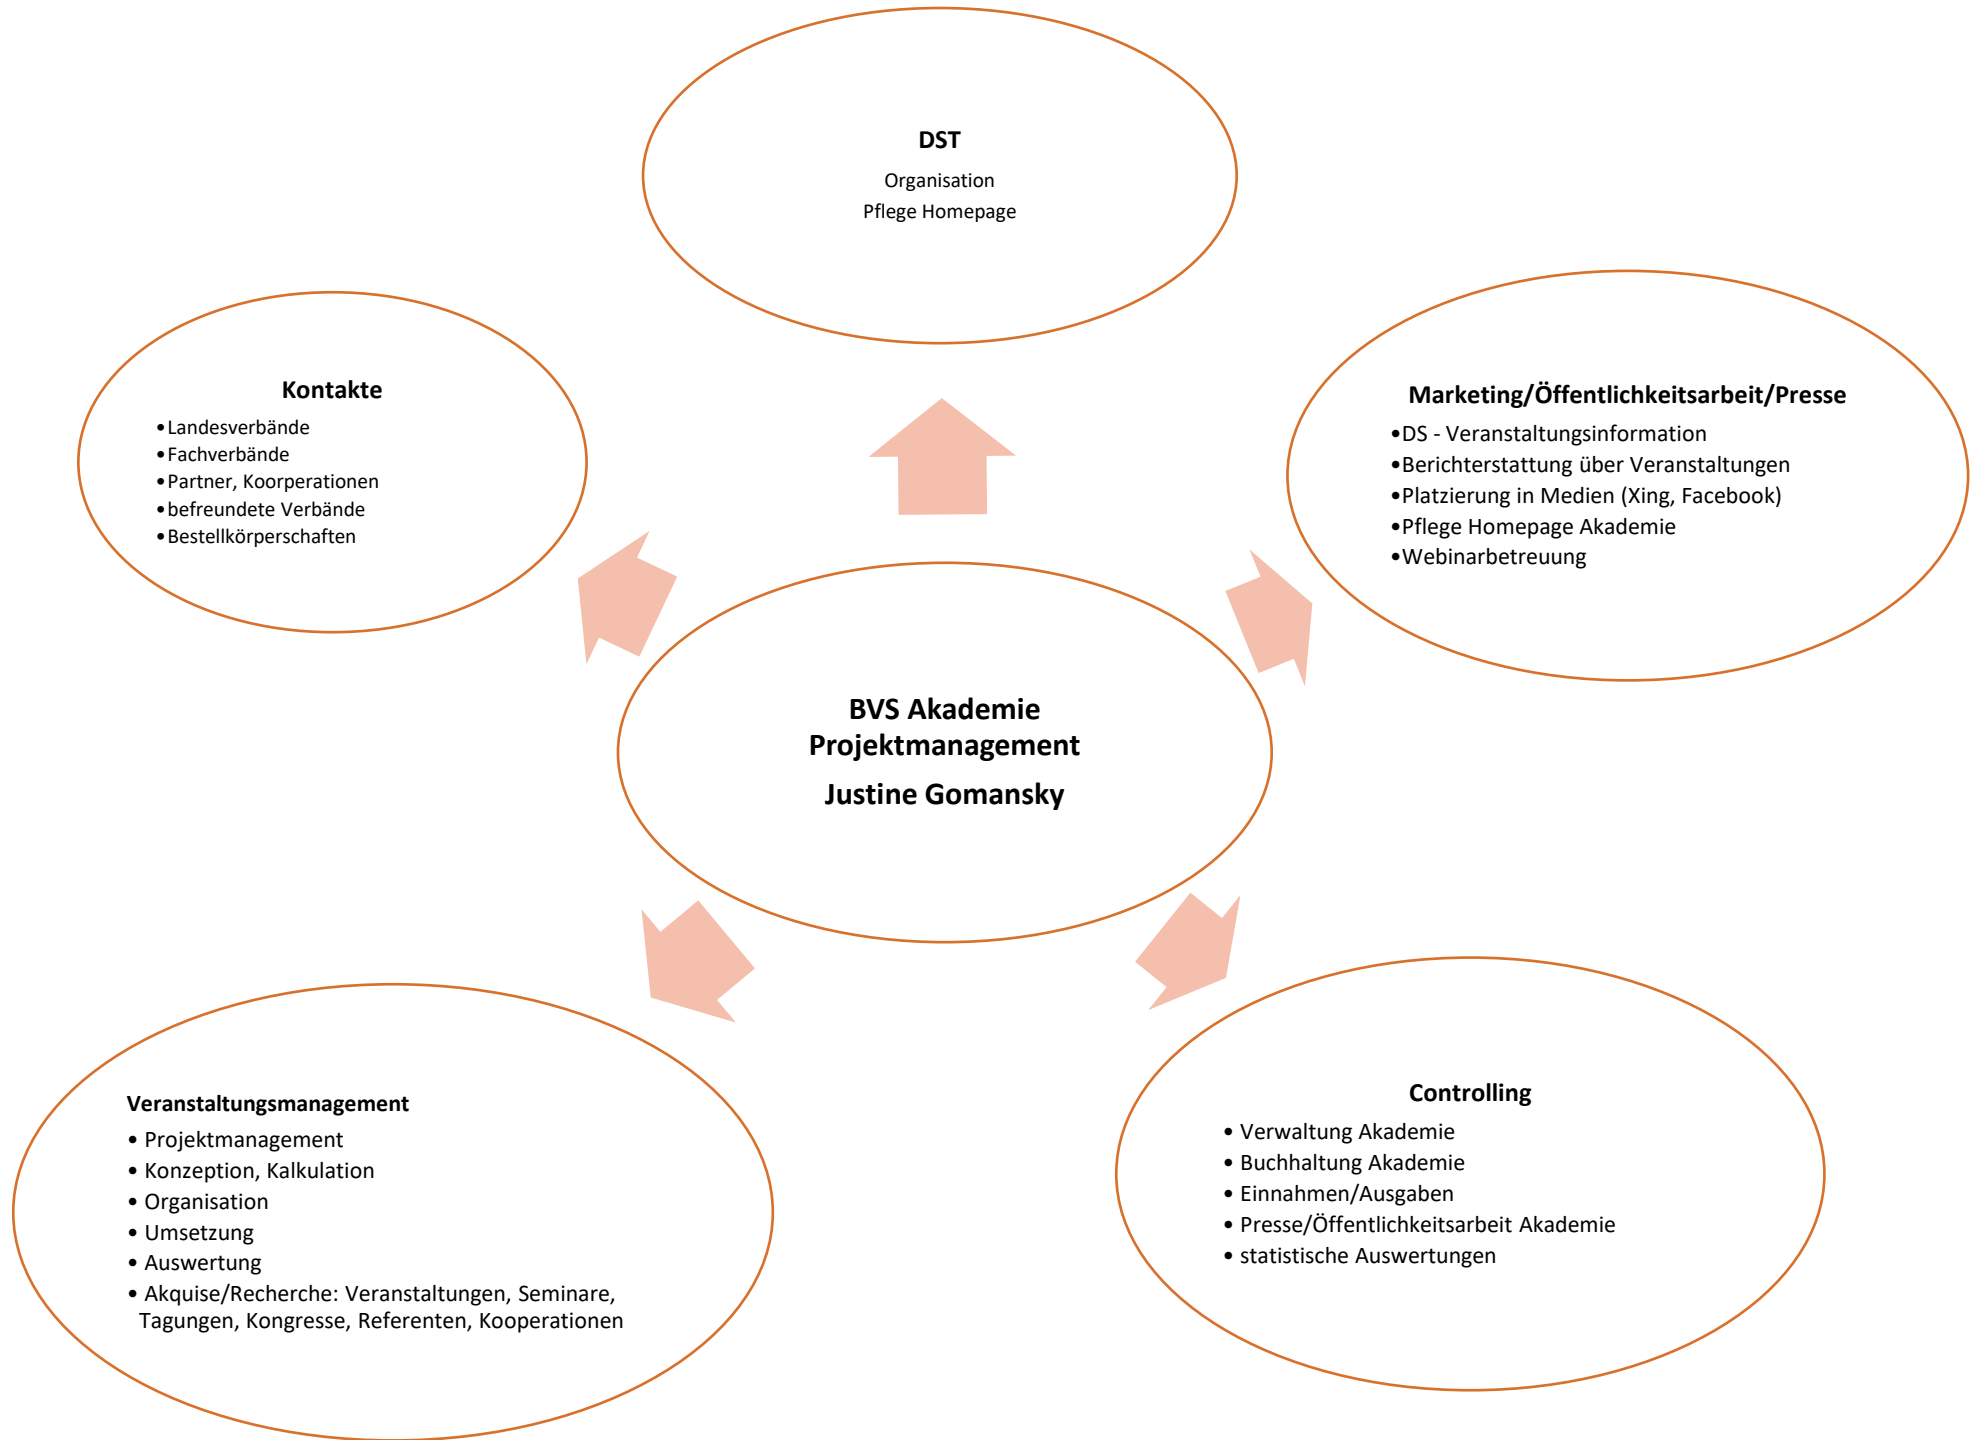 DST
Organisation
Pflege Homepage
Kontakte
•Landesverbände
•Fachverbände
•Partner, Koorperationen
•befreundete Verbände
•Bestellkörperschaften
Marketing/Öffentlichkeitsarbeit/Presse
•DS - Veranstaltungsinformation
•Berichterstattung über Veranstaltungen
•Platzierung in Medien (Xing, Facebook)
•Pflege Homepage Akademie
•Webinarbetreuung
BVS Akademie
Projektmanagement
Justine Gomansky
Veranstaltungsmanagement
• Projektmanagement
• Konzeption, Kalkulation
• Organisation
• Umsetzung
• Auswertung
• Akquise/Recherche: Veranstaltungen, Seminare,
Tagungen, Kongresse, Referenten, Kooperationen
Controlling
• Verwaltung Akademie
• Buchhaltung Akademie
• Einnahmen/Ausgaben
• Presse/Öffentlichkeitsarbeit Akademie
• statistische Auswertungen